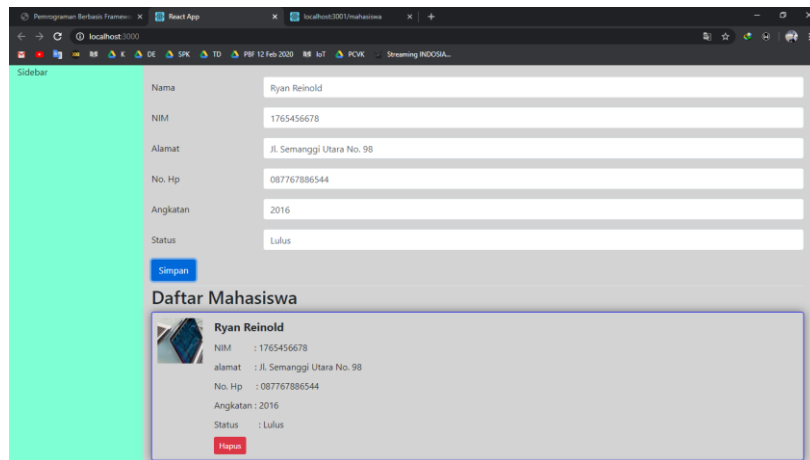 Pemrograman Berbasis Framewo
React App
localhost:3001/mahasiswa
localhost:3000
K DE SPK TD PBF 12 Feb 2020 IoT PCVK Streaming INDOSIA...
Sidebar
Nama Ryan Reinold
NIM 1765456678
Alamat Jl. Semanggi Utara No. 98
No. Hp 087767886544
Angkatan 2016
Status Lulus
Simpan
Daftar Mahasiswa
Ryan Reinold
NIM : 1765456678
alamat : Jl. Semanggi Utara No. 98
No. Hp : 087767886544
Angkatan : 2016
Status : Lulus
Hapus